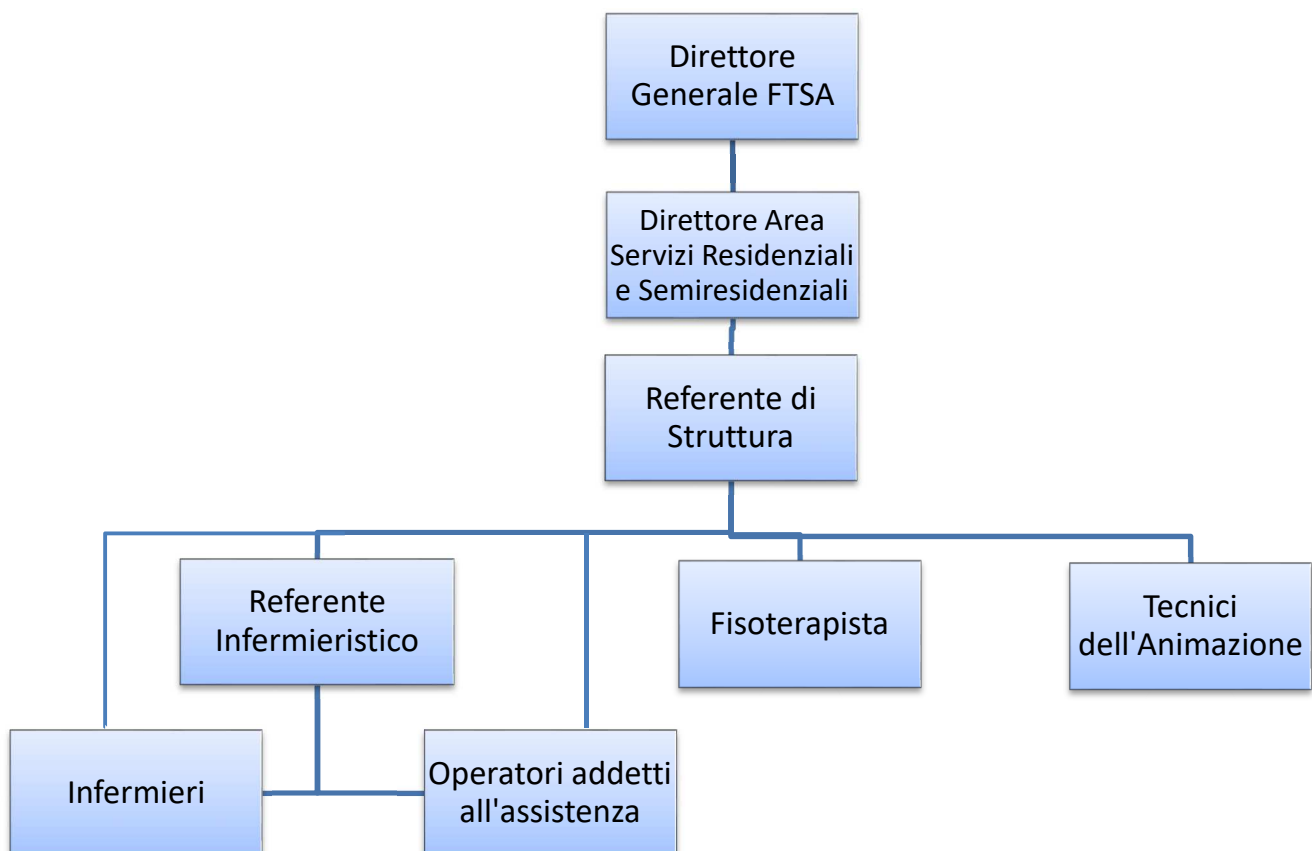 Direttore
Generale FTSA
Direttore Area
Servizi Residenziali
e Semiresidenziali
Referente di
Struttura
Referente
Infermieristico
Fisoterapista
Tecnici
dell'Animazione
Infermieri
Operatori addetti
all'assistenza